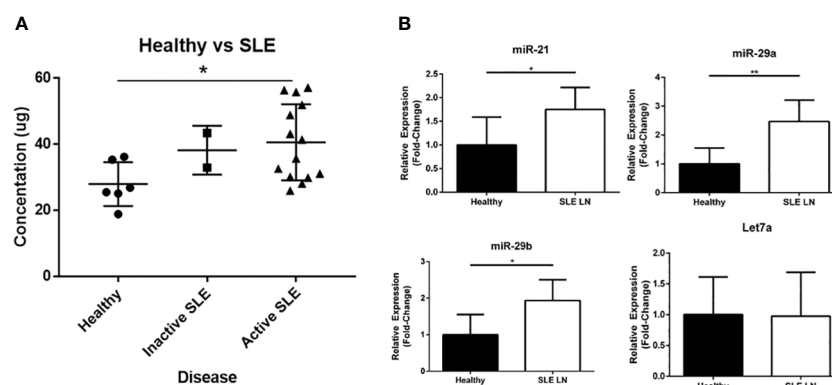 A
Healthy vs SLE
*
Concentration (ug)
60
40
20
0
Healthy
Inactive SLE
Active SLE
Disease
B
miR-21
*
Relative Expression
(Fold-Change)
2.5
2.0
1.5
1.0
0.5
0.0
Healthy
SLE LN
miR-29a
**
Relative Expression
(Fold-Change)
4
3
2
1
0
Healthy
SLE LN
miR-29b
*
Relative Expression
(Fold-Change)
3
2
1
0
Healthy
SLE LN
Let7a
Relative Expression
(Fold-Change)
2.0
1.5
1.0
0.5
0.0
Healthy
SLE LN